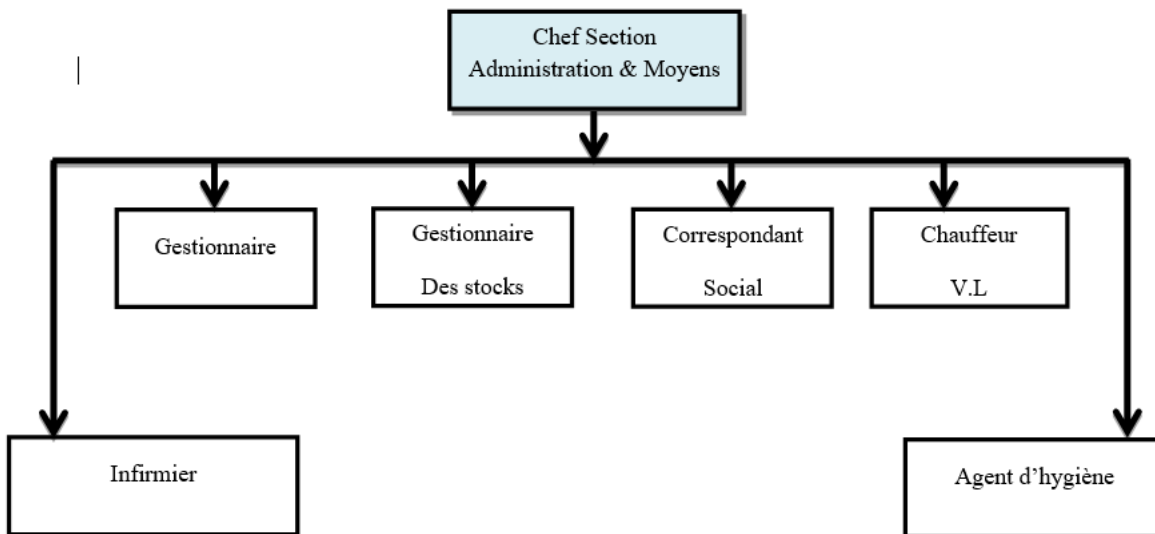 Chef Section
Administration & Moyens
Gestionnaire
Gestionnaire
Des stocks
Correspondant
Social
Chauffeur
V.L
Infirmier
Agent d’hygiène